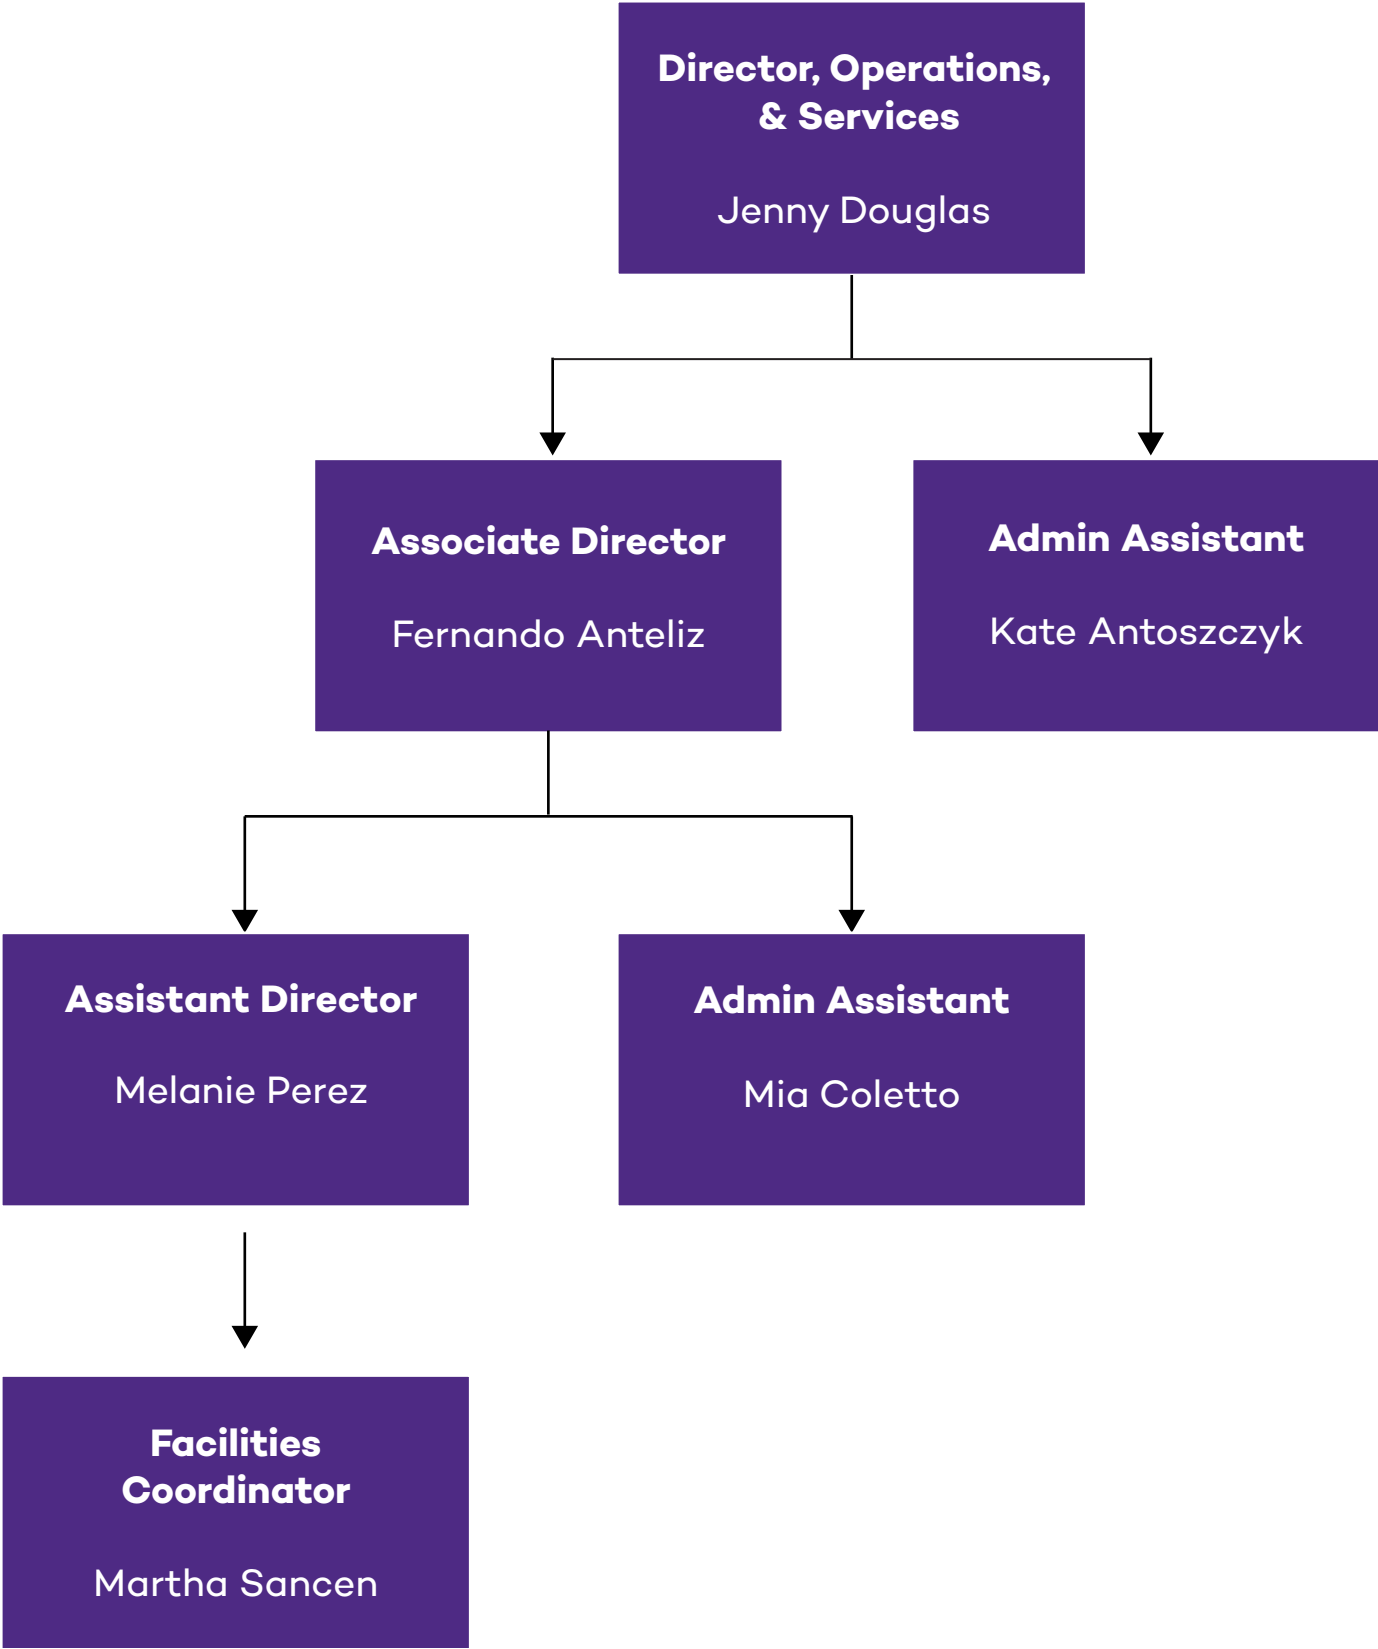 Director, Operations,
& Services
Jenny Douglas
Associate Director
Fernando Anteliz
Admin Assistant
Kate Antoszczyk
Assistant Director
Melanie Perez
Admin Assistant
Mia Coletto
Facilities
Coordinator
Martha Sancen